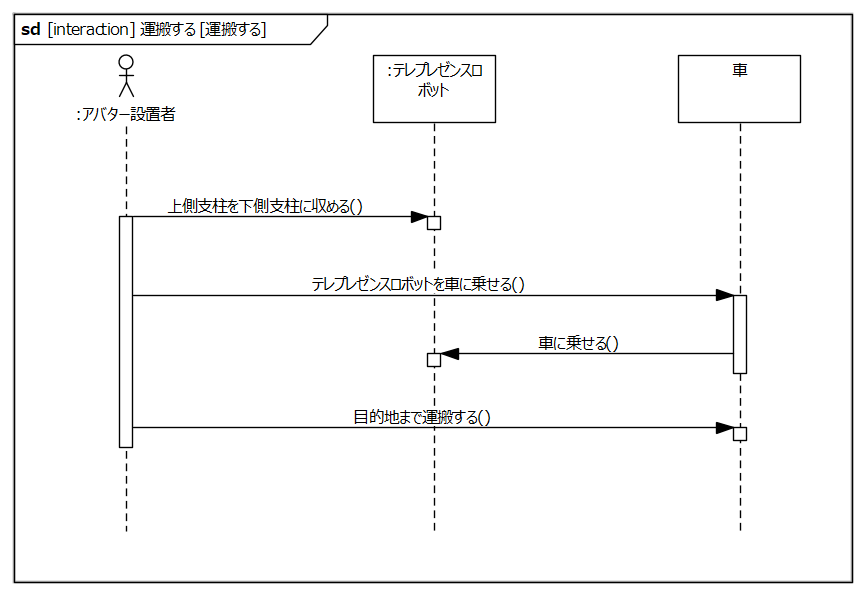 sd [interaction] 運搬する [運搬する]
:アバター設置者
:テレプレゼンスロ
ボット
車
上側支柱を下側支柱に収める()
テレプレゼンスロボットを車に乗せる()
車に乗せる()
目的地まで運搬する()